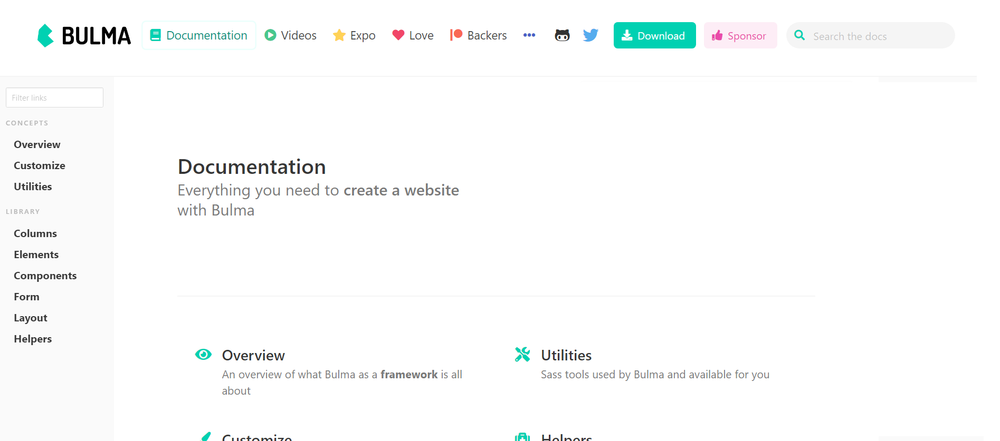 BULMA Documentation Videos Expo Love Backers Download Sponsor Search the docs
Filter links
CONCEPTS
Overview
Customize
Utilities
LIBRARY
Columns
Elements
Components
Form
Layout
Helpers
Documentation
Everything you need to create a website
with Bulma
Overview
An overview of what Bulma as a framework is all
about
Utilities
Sass tools used by Bulma and available for you
Customize
Helpers